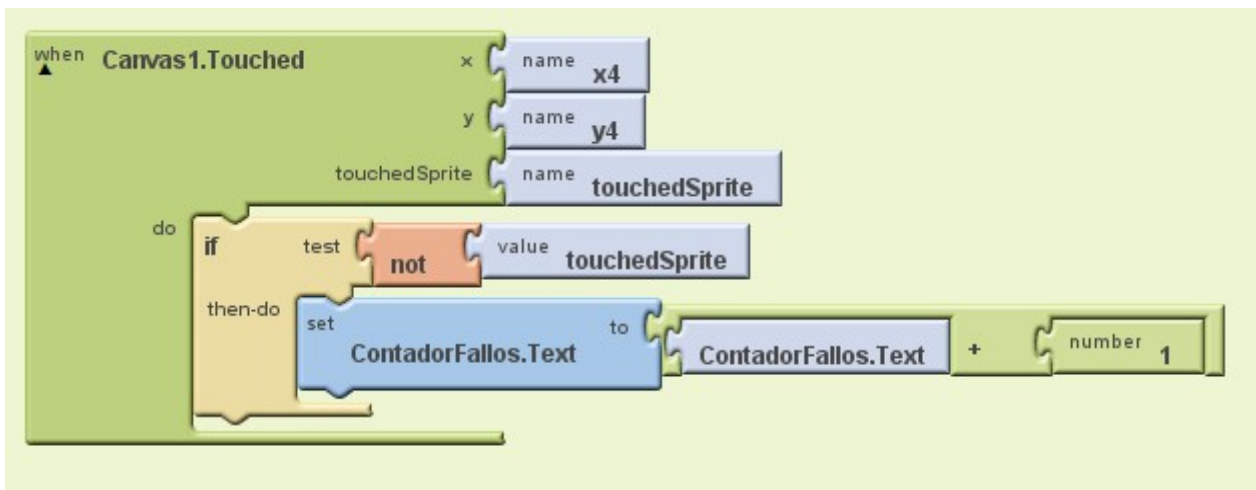 when Canvas1.Touched x name x4
y name y4
touchedSprite name touchedSprite
do if test not value touchedSprite
then-do set ContadorFallos.Text to ContadorFallos.Text + number 1